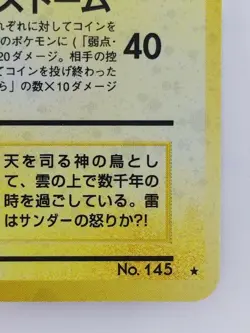 ストーム
れぞれに対してコインを
のポケモンに(「弱点・
20ダメージ。相手の控
てコインを投げ終わった
ら」の数×10ダメージ
40
天を司る神の鳥とし
て、雲の上で数千年の
時を過ごしている。雷
はサンダーの怒りか?!
No. 145 ★